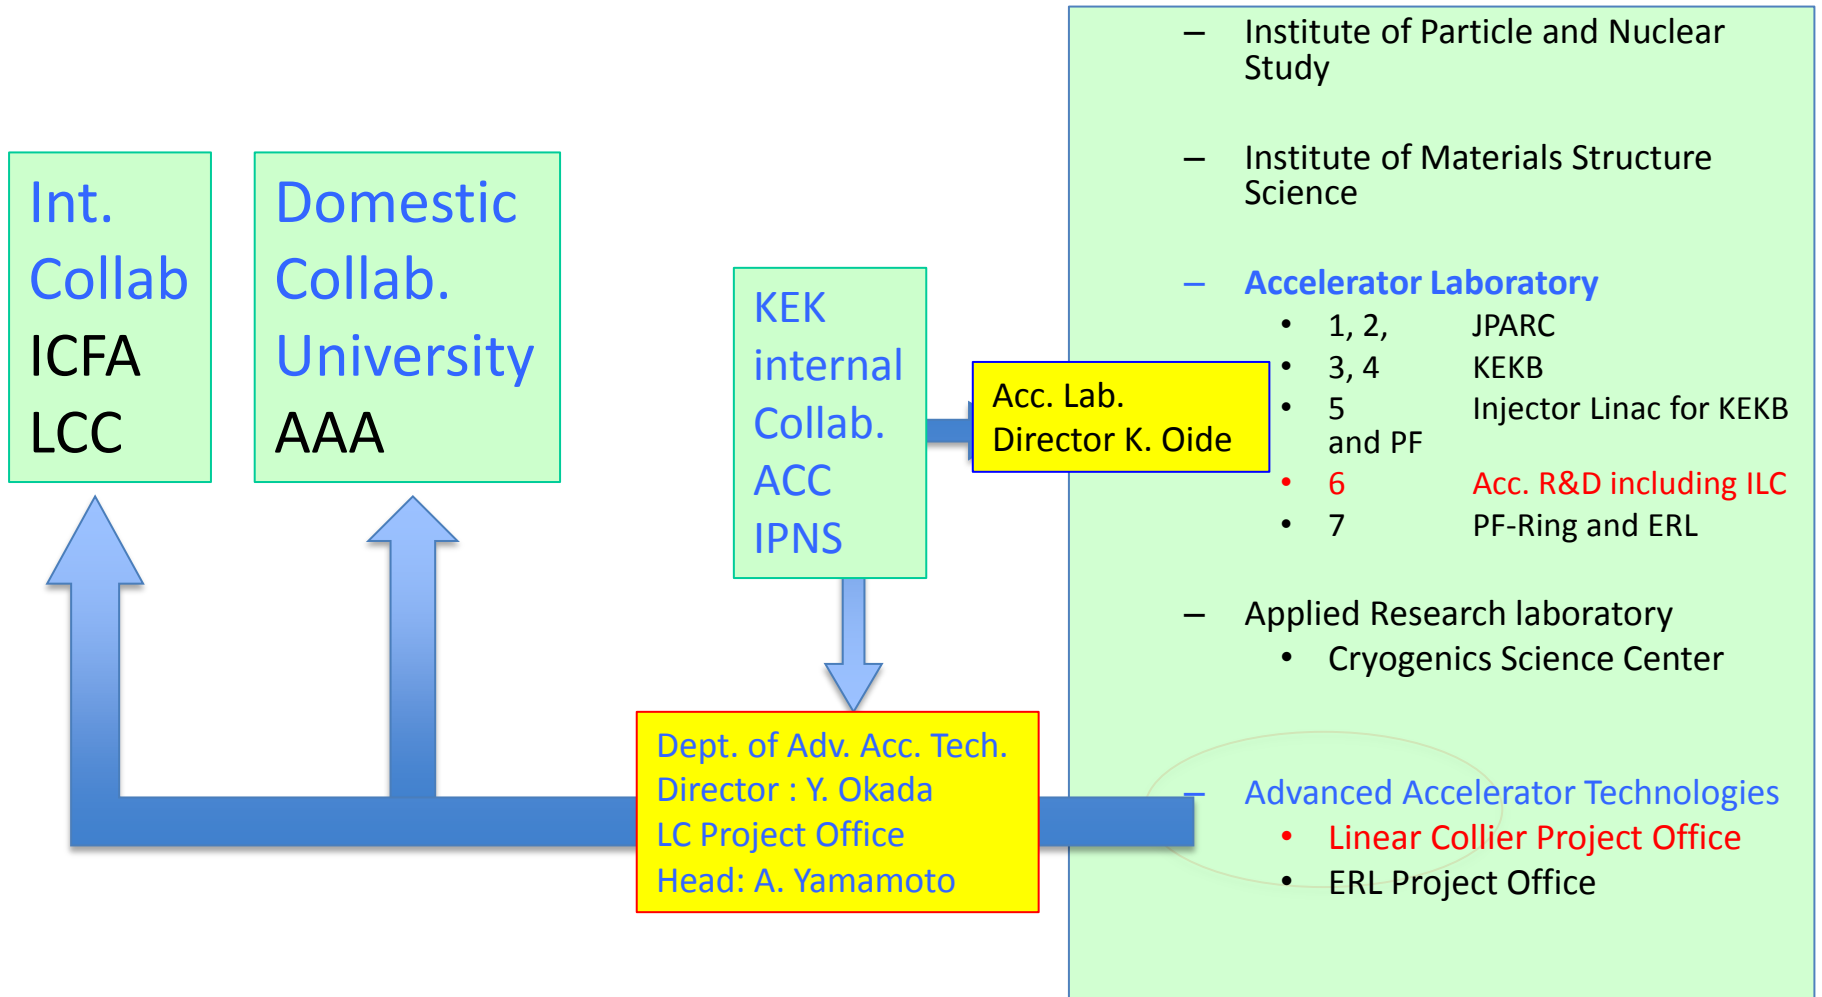 Int.
Collab
ICFA
LCC
Domestic
Collab.
University
AAA
KEK
internal
Collab.
ACC
IPNS
Acc. Lab.
Director K. Oide
Dept. of Adv. Acc. Tech.
Director : Y. Okada
LC Project Office
Head: A. Yamamoto
– Institute of Particle and Nuclear
Study
– Institute of Materials Structure
Science
– Accelerator Laboratory
• 1, 2, JPARC
• 3, 4 KEKB
• 5 Injector Linac for KEKB
and PF
• 6 Acc. R&D including ILC
• 7 PF-Ring and ERL
– Applied Research laboratory
• Cryogenics Science Center
– Advanced Accelerator Technologies
• Linear Collier Project Office
• ERL Project Office